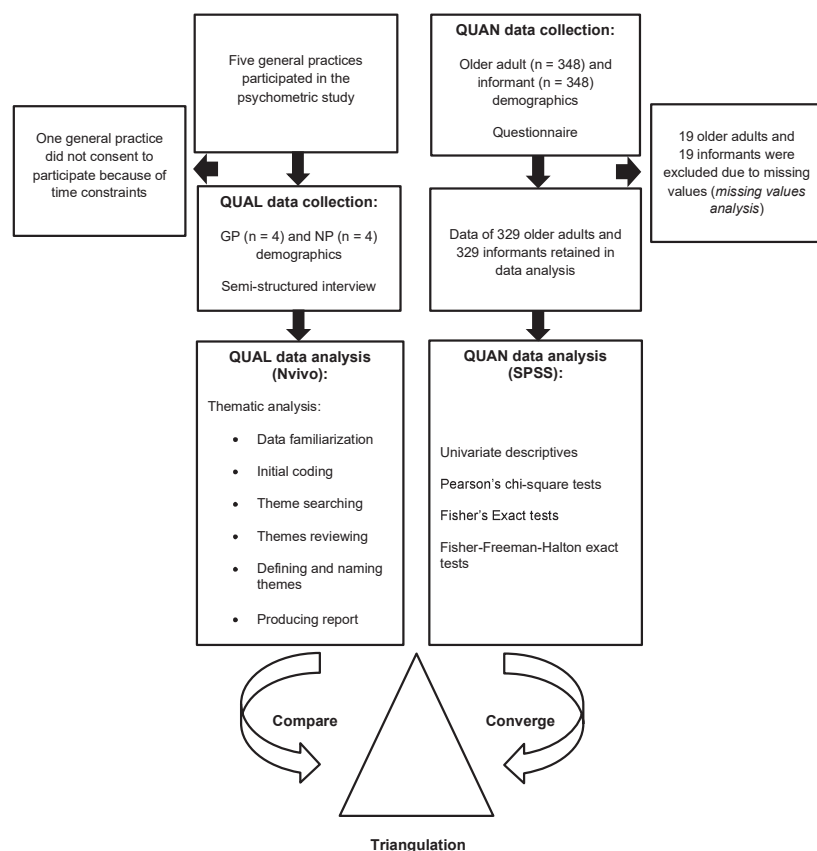 Five general practices
participated in the
psychometric study
One general practice
did not consent to
participate because of
time constraints
QUAL data collection:
GP (n = 4) and NP (n = 4)
demographics
Semi-structured interview
QUAL data analysis
(Nvivo):
Thematic analysis:
• Data familiarization
• Initial coding
• Theme searching
• Themes reviewing
• Defining and naming
themes
• Producing report
QUAN data collection:
Older adult (n = 348) and
informant (n = 348)
demographics
Questionnaire
19 older adults and
19 informants were
excluded due to missing
values (missing values
analysis)
Data of 329 older adults and
329 informants retained in
data analysis
QUAN data analysis
(SPSS):
Univariate descriptives
Pearson's chi-square tests
Fisher's Exact tests
Fisher-Freeman-Halton exact
tests
Compare
Converge
Triangulation